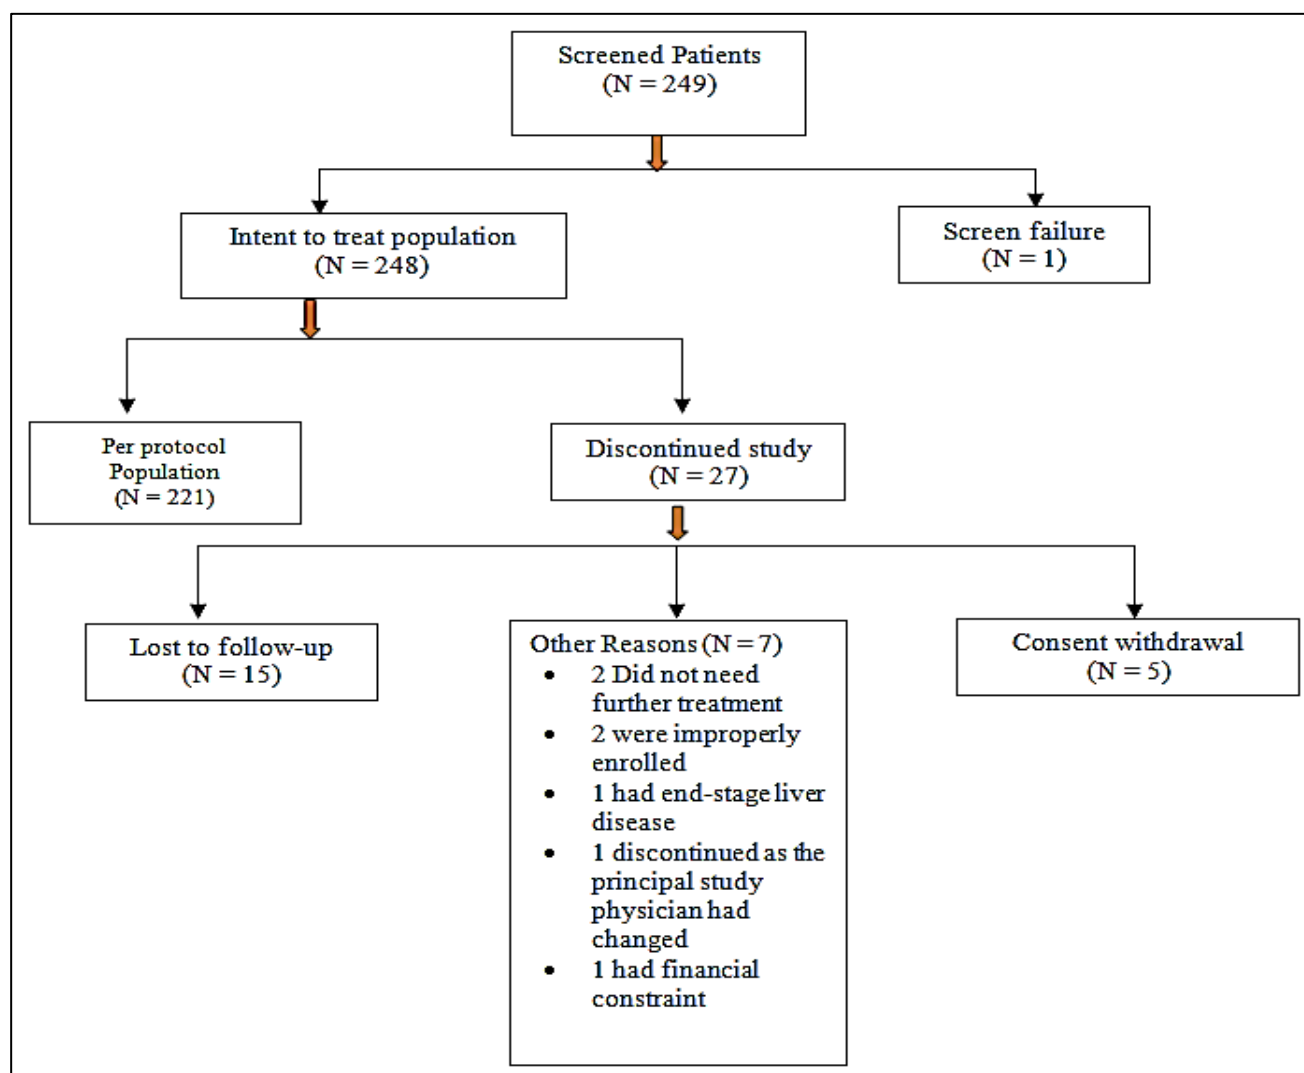 Screened Patients
(N = 249)
Intent to treat population
(N = 248)
Screen failure
(N = 1)
Per protocol
Population
(N = 221)
Discontinued study
(N = 27)
Lost to follow-up
(N = 15)
Other Reasons (N = 7)
• 2 Did not need
further treatment
• 2 were improperly
enrolled
• 1 had end-stage liver
disease
• 1 discontinued as the
principal study
physician had
changed
• 1 had financial
constraint
Consent withdrawal
(N = 5)